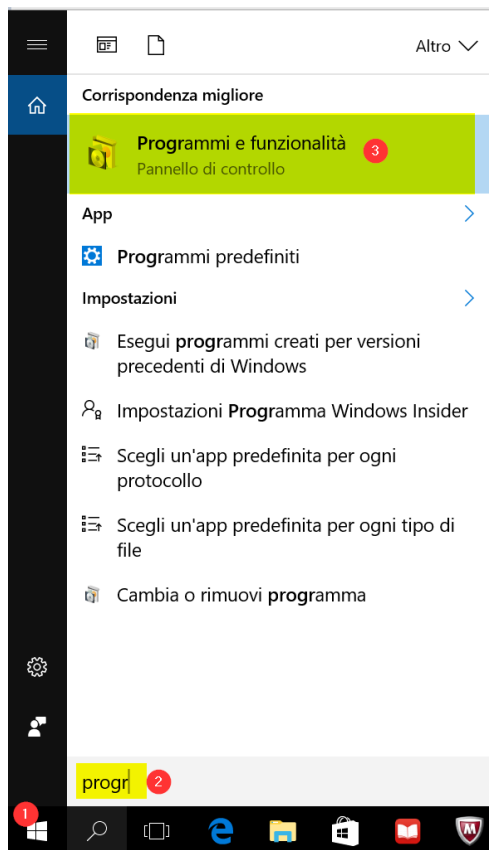 Altro
Corrispondenza migliore
Programmi e funzionalità
3
Pannello di controllo
App
Programmi predefiniti
Impostazioni
Esegui programmi creati per versioni
precedenti di Windows
Impostazioni Programma Windows Insider
Scegli un'app predefinita per ogni
protocollo
Scegli un'app predefinita per ogni tipo di
file
Cambia o rimuovi programma
progr
2
1